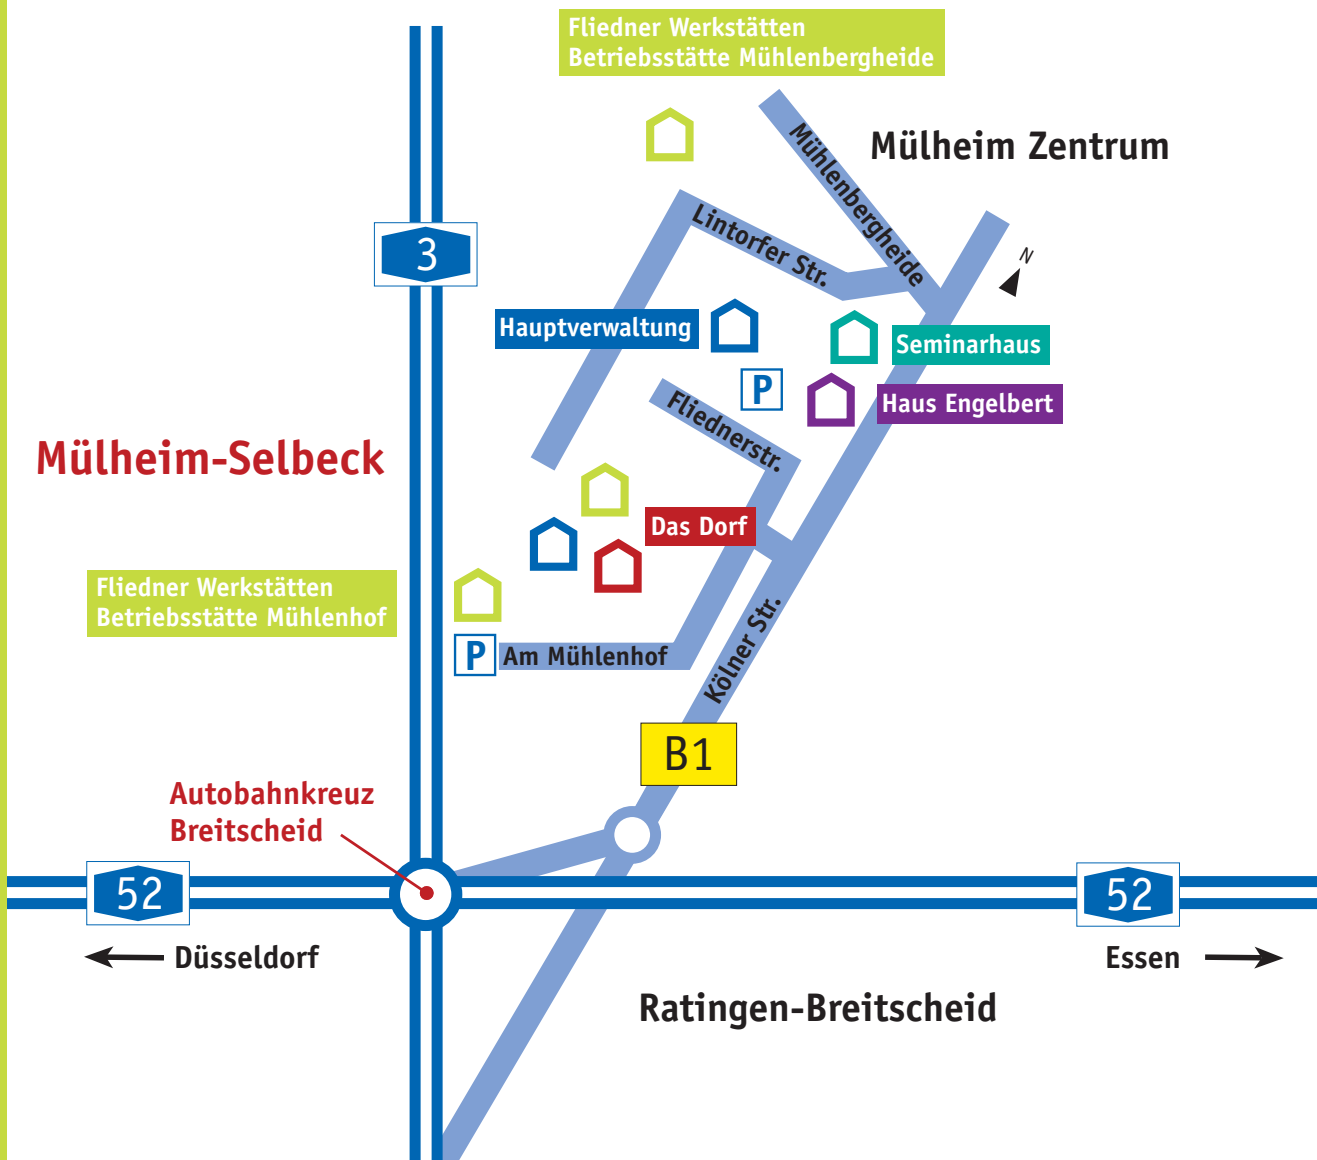 Fliedner Werkstätten
Betriebsstätte Mühlenbergheide
Mühlenbergheide
Mülheim Zentrum
Lintorfer Str.
3
N
Hauptverwaltung
Seminarhaus
P
Haus Engelbert
Fliednerstr.
Mülheim-Selbeck
Das Dorf
Fliedner Werkstätten
Betriebsstätte Mühlenhof
P
Am Mühlenhof
Kölner Str.
B1
Autobahnkreuz
Breitscheid
52
52
Düsseldorf
Essen
Ratingen-Breitscheid